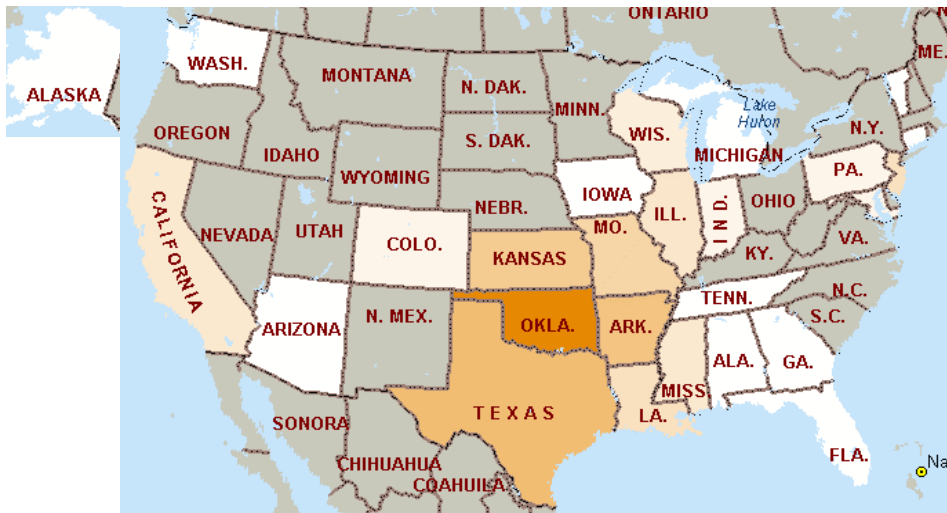 ONTARIO
N
WASH.
ME.
MONTANA
N. DAK.
ALASKA
MINN.
Lake
Huron
OREGON
WIS.
N.Y.
S. DAK.
IDAHO
MICHIGAN
PA.
WYOMING
IOWA
OHIO
NEBR.
ILL.
IND.
CALIFORNIA
NEVADA
UTAH
COLO.
MO.
KY.
VA.
KANSAS
N.C.
TENN.
ARIZONA
N. MEX.
OKLA.
ARK.
S.C.
ALA.
GA.
MISS
TEXAS
LA.
SONORA
FLA.
CHIHUAHUA
Na
COAHUILA